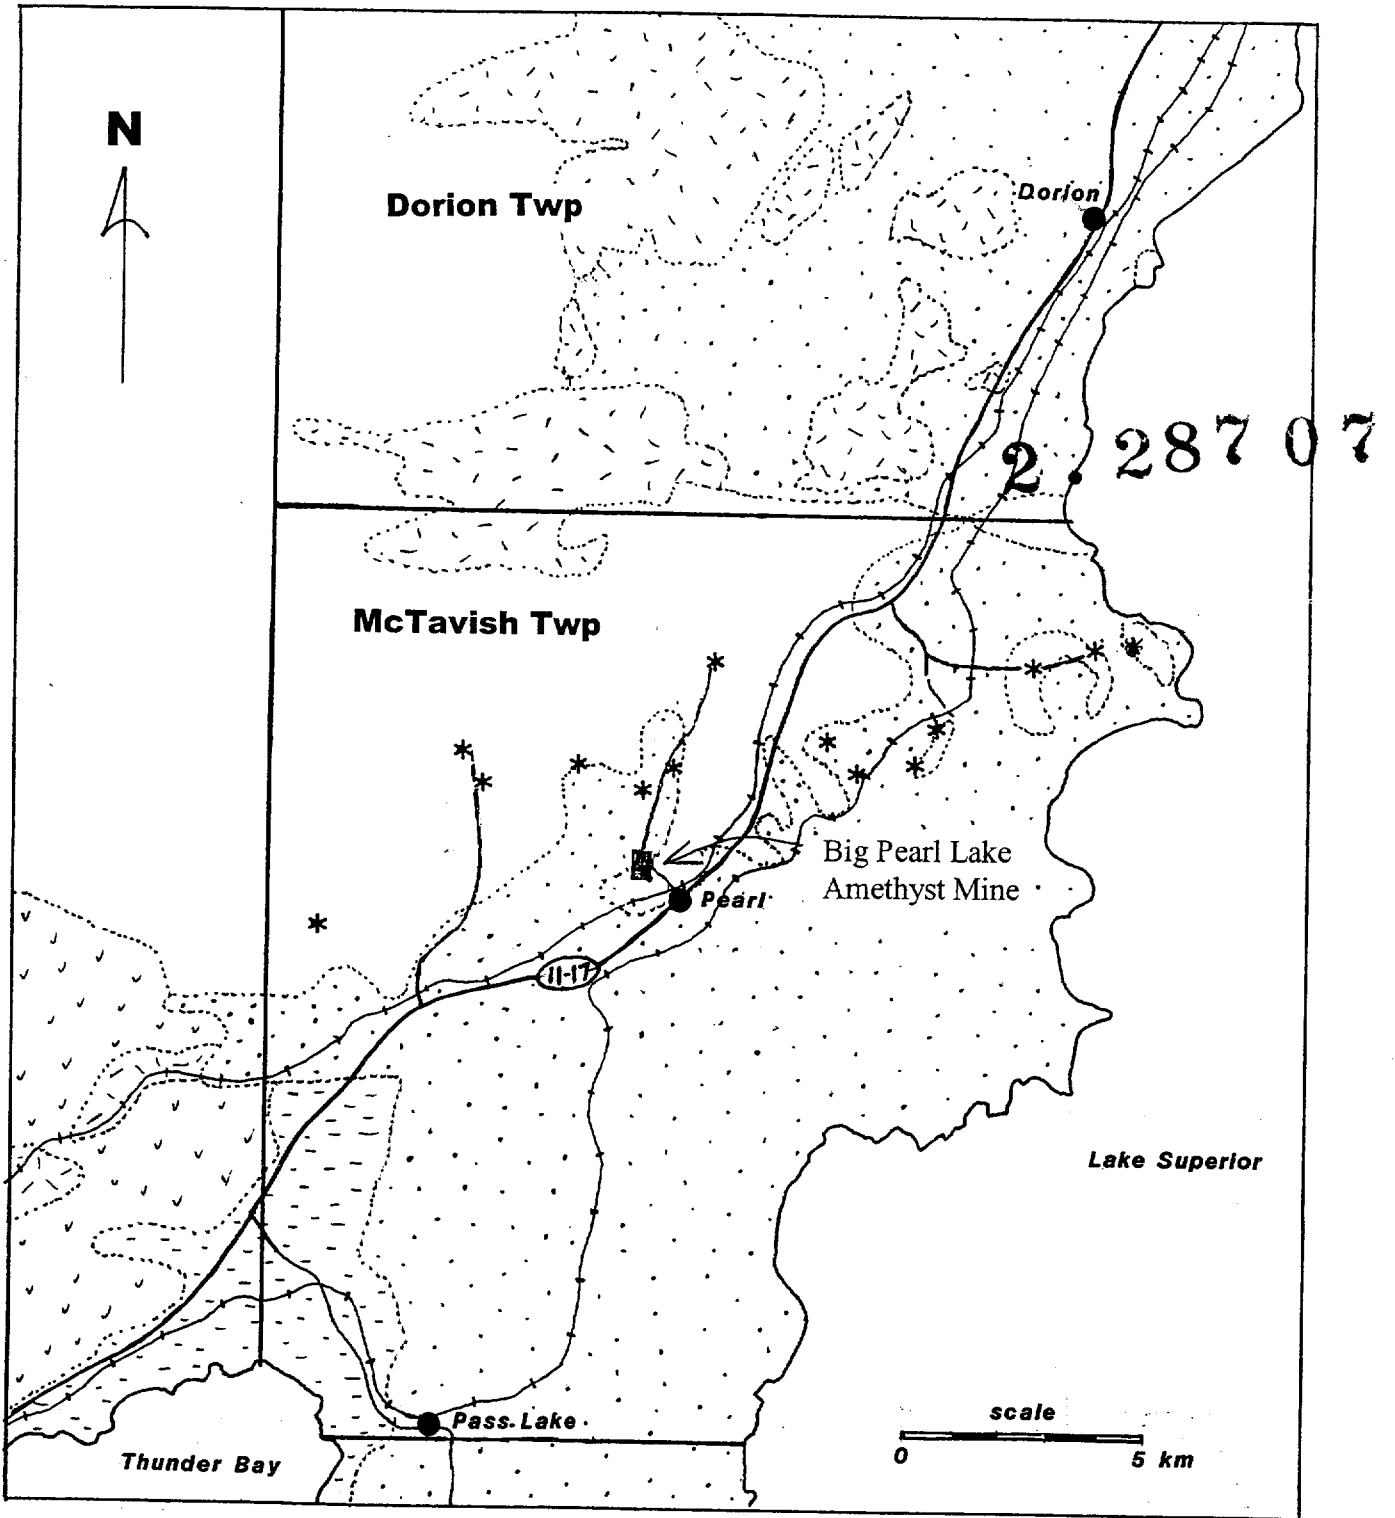 N
Dorion Twp
Dorion
2 28707
McTavish Twp
Big Pearl Lake
Amethyst Mine
Pearl
11-17
Lake Superior
Pass Lake
Thunder Bay
scale
0 5 km